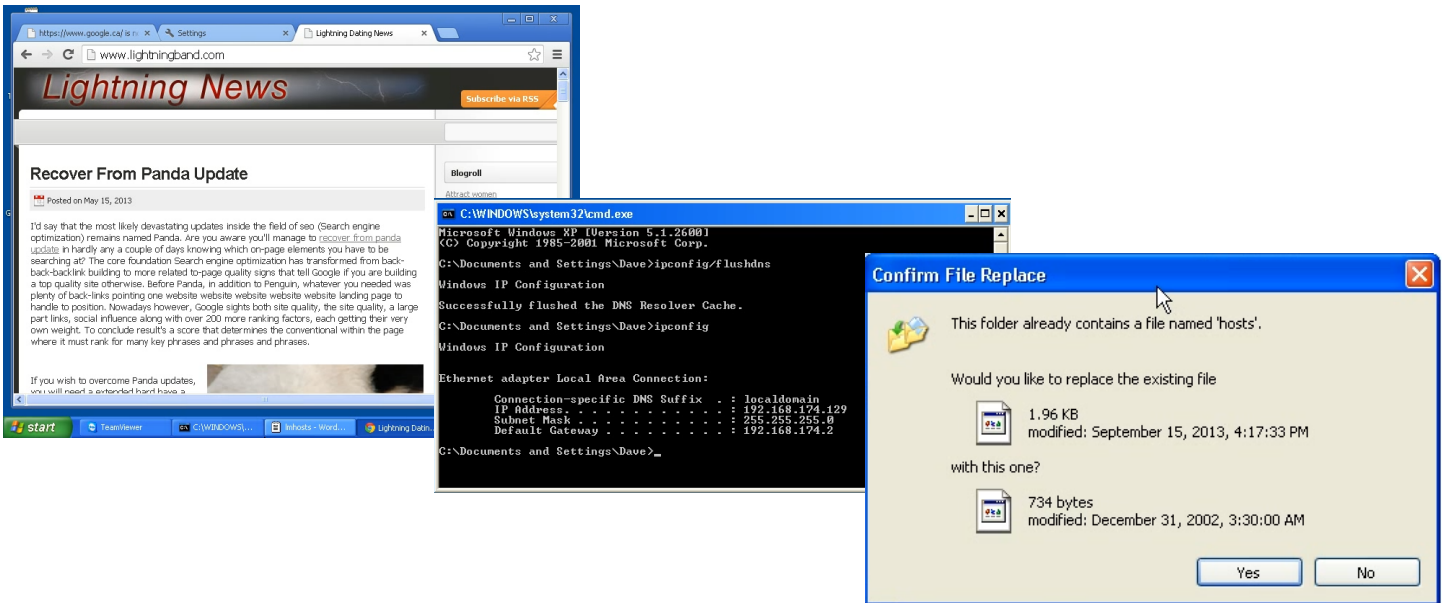 https://www.google.ca/ is n
Settings
Lightning Dating News
www.lightningband.com
Lightning News
Subscribe via RSS
Recover From Panda Update
Posted on May 15, 2013
Blogroll
Attract women
I'd say that the most likely devastating updates inside the field of seo (Search engine
optimization) remains named Panda. Are you aware you'll manage to recover from panda
update in hardly any a couple of days knowing which on-page elements you have to be
searching at? The core foundation Search engine optimization has transformed from back-
back-backlink building to more related to-page quality signs that tell Google if you are building
a top quality site otherwise. Before Panda, in addition to Penguin, whatever you needed was
plenty of back-links pointing one website website website website website landing page to
handle to position. Nowadays however, Google sights both site quality, the site quality, a large
part links, social influence along with over 200 more ranking factors, each getting their very
own weight. To conclude result's a score that determines the conventional within the page
where it must rank for many key phrases and phrases and phrases.
If you wish to overcome Panda updates,
you will need a extended hard have a
start
TeamViewer
C:\WINDOWS\...
lmhosts - Word...
Lightning Datin..
C:\WINDOWS\system32\cmd.exe
Microsoft Windows XP [Version 5.1.2600]
(C) Copyright 1985-2001 Microsoft Corp.
C:\Documents and Settings\Dave>ipconfig/flushdns
Windows IP Configuration
Successfully flushed the DNS Resolver Cache.
C:\Documents and Settings\Dave>ipconfig
Windows IP Configuration
Ethernet adapter Local Area Connection:
Connection-specific DNS Suffix . : localdomain
IP Address. . . . . . . . . . . . : 192.168.174.129
Subnet Mask . . . . . . . . . . . : 255.255.255.0
Default Gateway . . . . . . . . . : 192.168.174.2
C:\Documents and Settings\Dave>_
Confirm File Replace
This folder already contains a file named 'hosts'.
Would you like to replace the existing file
1.96 KB
modified: September 15, 2013, 4:17:33 PM
with this one?
734 bytes
modified: December 31, 2002, 3:30:00 AM
Yes
No